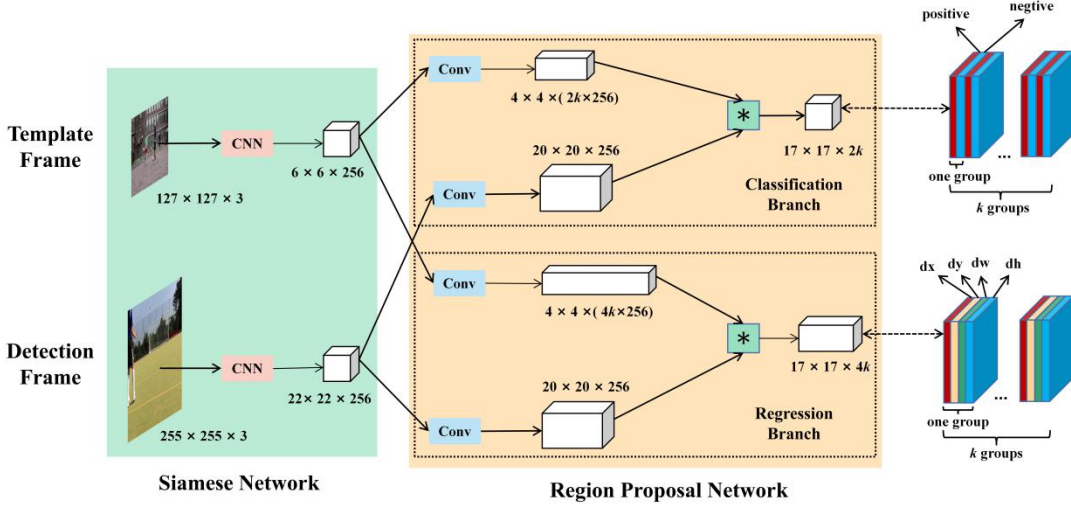 Template
Frame
127 × 127 × 3
CNN
6 × 6 × 256
Detection
Frame
255 × 255 × 3
CNN
22× 22 × 256
Siamese Network
Conv
4 × 4 ×( 2k×256)
Conv
20 × 20 × 256
*
17 × 17 × 2k
Classification
Branch
Conv
4 × 4 ×( 4k×256)
Conv
20 × 20 × 256
*
17 × 17 × 4k
Regression
Branch
Region Proposal Network
positive
negtive
...
one group
k groups
dx
dy
dw
dh
...
one group
k groups